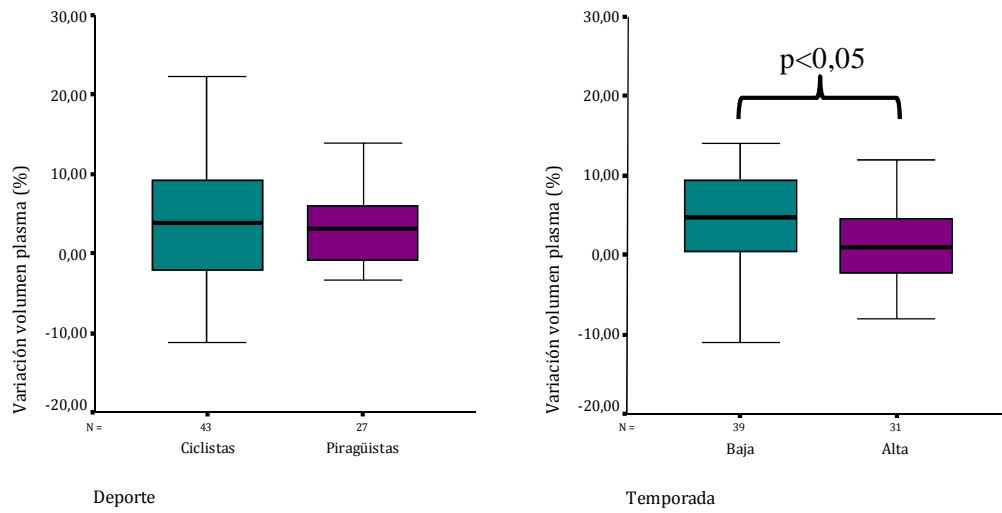 30,00
20,00
10,00
0,00
-10,00
-20,00
Variación volumen plasma (%)
N =
43
27
Ciclistas
Piragüistas
Deporte
30,00
20,00
10,00
0,00
-10,00
-20,00
Variación volumen plasma (%)
p<0,05
N =
39
31
Baja
Alta
Temporada